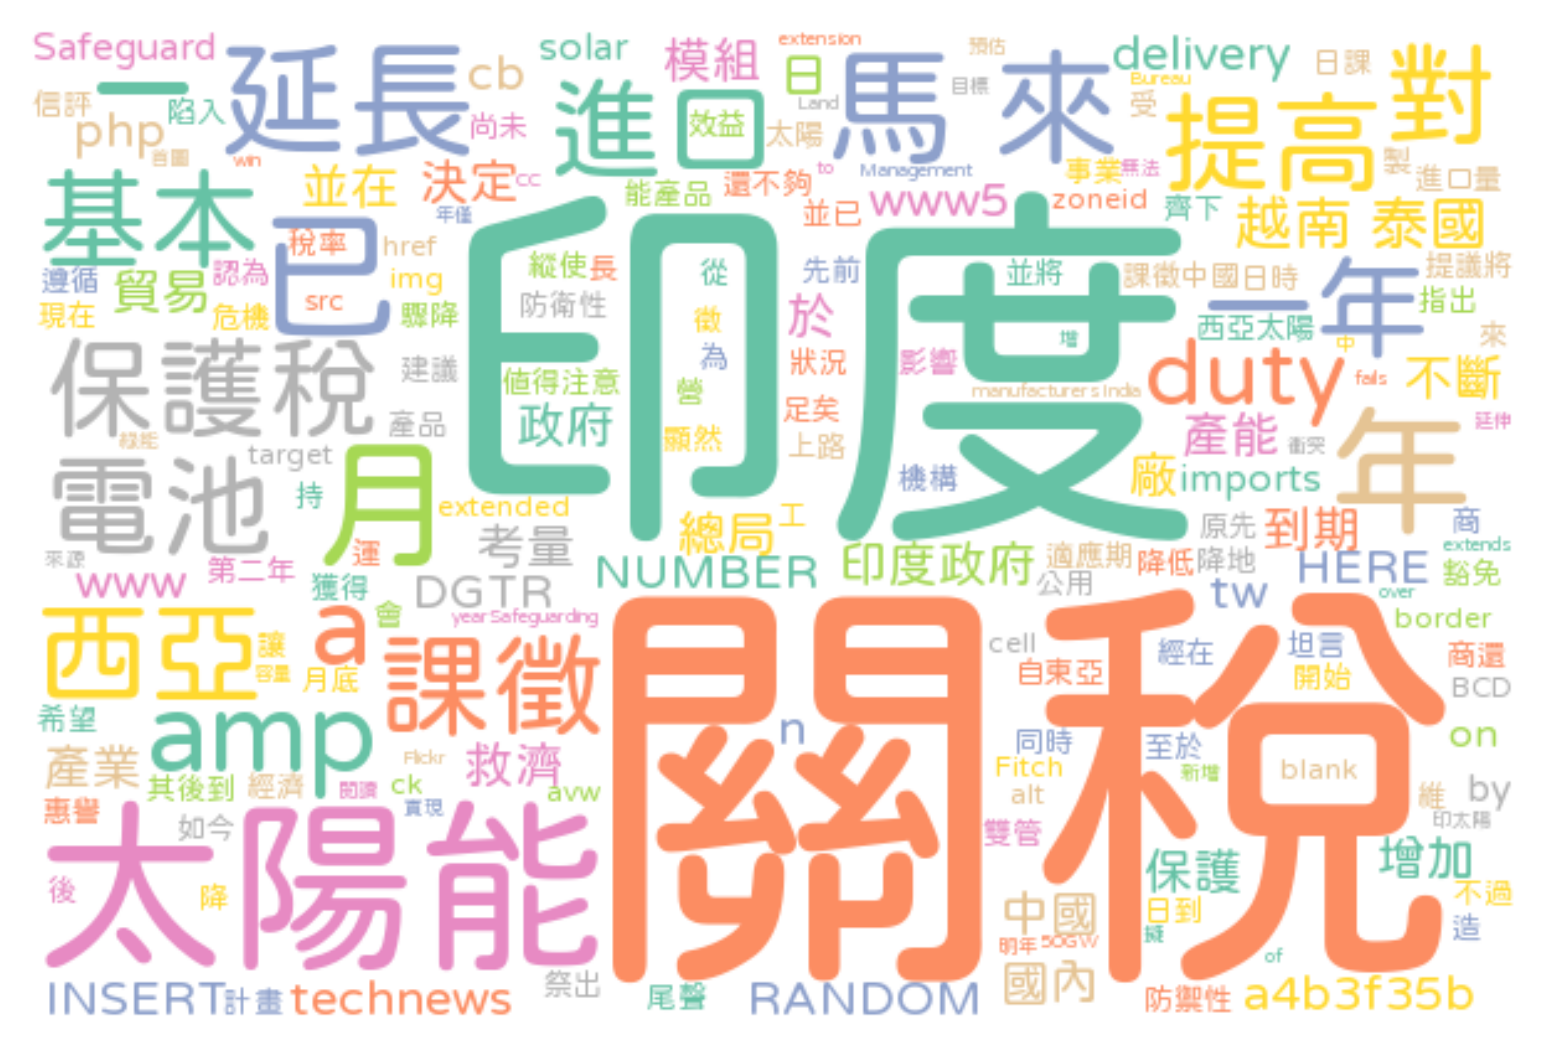 Safeguard
延長
cb
solar
模組
extension
日
馬來
預估
目標
delivery
Bureau
日課
對
一
信評
陷入
php
首圖
win
尚未
進口
效益
Land
太陽
受
提高
製
基本
並在
決定
cc
能產品
還不夠
to
Management
www5
事業
無法
zoneid
進口量
年僅
已
稅率
href
印度
並已
齊下
越南
泰國
遵循
貿易
認為
img
src
縱使
長
從
先前
並將
課徵中國
日時
提議將
現在
危機
驟降
防衛性
徵
於
增
一年
西亞太陽
指出
來
保護稅
建議
值得注意
為
狀況
影響
manufacturers
India
duty
中
fails
不斷
產品
政府
營
足矣
顯然
上路
產能
衝突
年
延伸
綠能
target
電池
月
持
extended
機構
廠
imports
考量
總局
工
原先
到期
商
來源
www
第二年
運
獲得
DGTR
NUMBER
印度政府
適應期
公用
降低
降地
tw
HERE
extends
豁免
over
西亞
讓
容量
a
會
月底
課徵
yearSafeguarding
關稅
cell
自東亞
經在
坦言
開始
border
商還
BCD
希望
amp
產業
其後到
經濟
Flickr
閱讀
ck
救濟
avw
實現
n
同時
Fitch
alt
至於
新增
blank
on
維
by
印太陽
惠譽
如今
太陽能
雙管
保護
增加
後
降
中國
明年
50GW
日到
擬
不過
造
of
INSERT
計畫
technews
祭出
尾聲
RANDOM
國內
防禦性
a4b3f35b